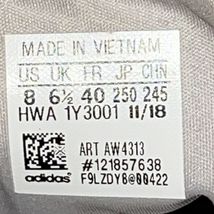 MADE IN VIETNAM
US UK FR JP CHN
8 6½ 40 250 245
HWA 1Y3001 11/18
ART AW4313
#121857638
adidas F9LZDY8@00422